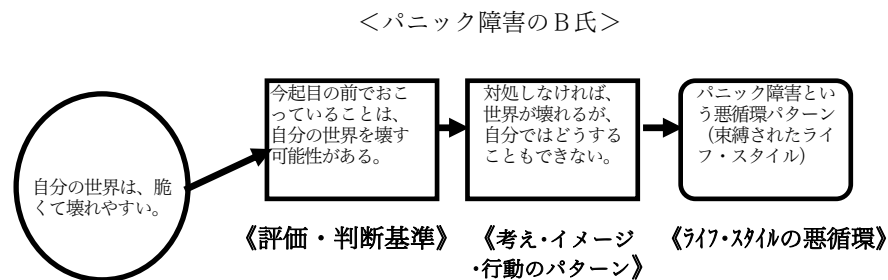 <パニック障害のB氏>
自分の世界は、脆
くて壊れやすい。
今起目の前でおこ
っていることは、
自分の世界を壊す
可能性がある。
対処しなければ、
世界が壊れるが、
自分ではどうする
こともできない。
パニック障害とい
う悪循環パターン
(束縛されたライ
フ・スタイル)
《評価・判断基準》
《考え・イメージ
・行動のパターン》
《ライフ・スタイルの悪循環》